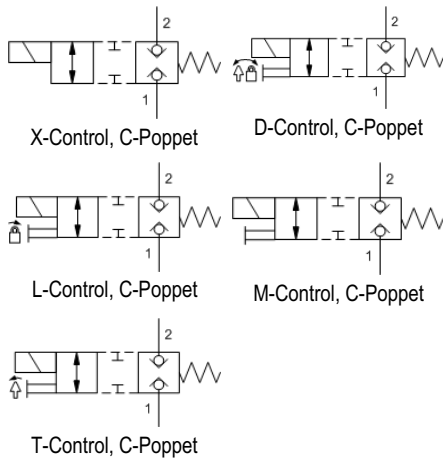 2
1
X-Control, C-Poppet
2
1
D-Control, C-Poppet
2
1
L-Control, C-Poppet
2
1
M-Control, C-Poppet
2
1
T-Control, C-Poppet